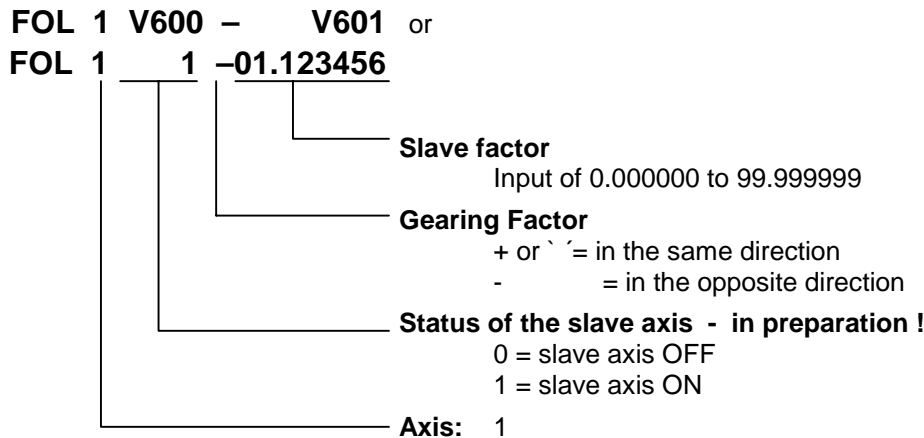 FOL 1 V600 – V601 or
FOL 1 1 –01.123456
Slave factor
Input of 0.000000 to 99.999999
Gearing Factor
+ or ` ´= in the same direction
- = in the opposite direction
Status of the slave axis - in preparation !
0 = slave axis OFF
1 = slave axis ON
Axis: 1